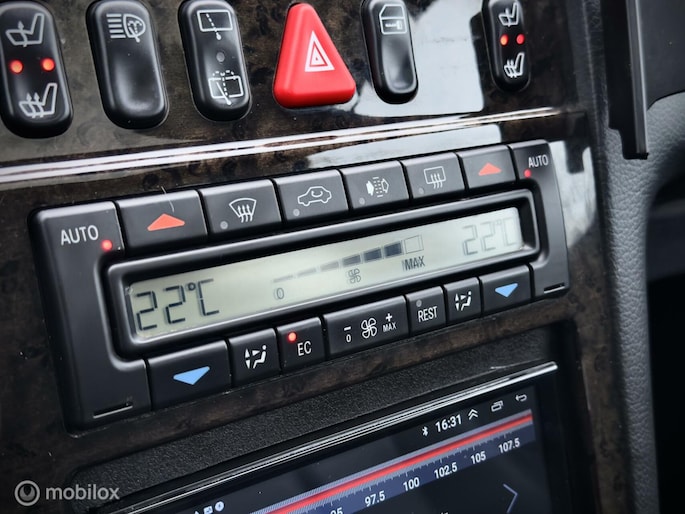 AUTO
AUTO
22°C
0
MAX
22°C
EC
− 0 + MAX
REST
16:31
97.5 100 102.5 105 107.5
mobilox